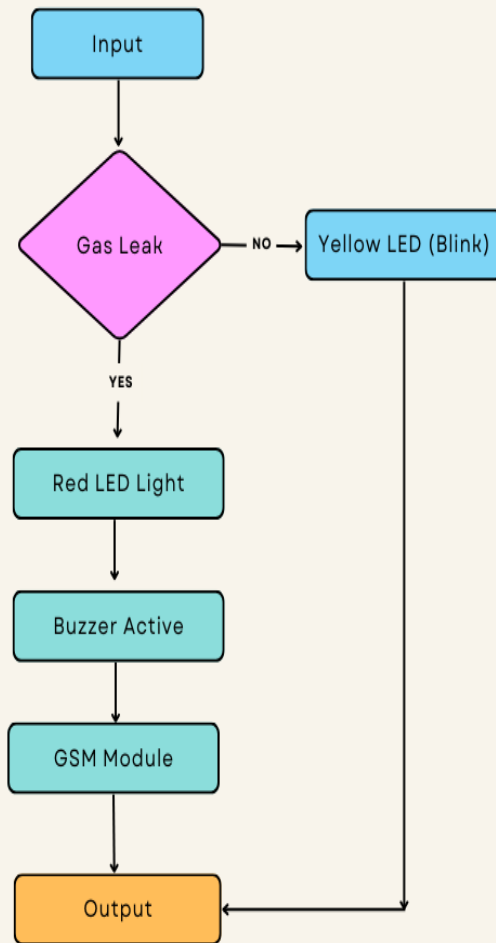 Input
Gas Leak
NO
Yellow LED (Blink)
YES
Red LED Light
Buzzer Active
GSM Module
Output